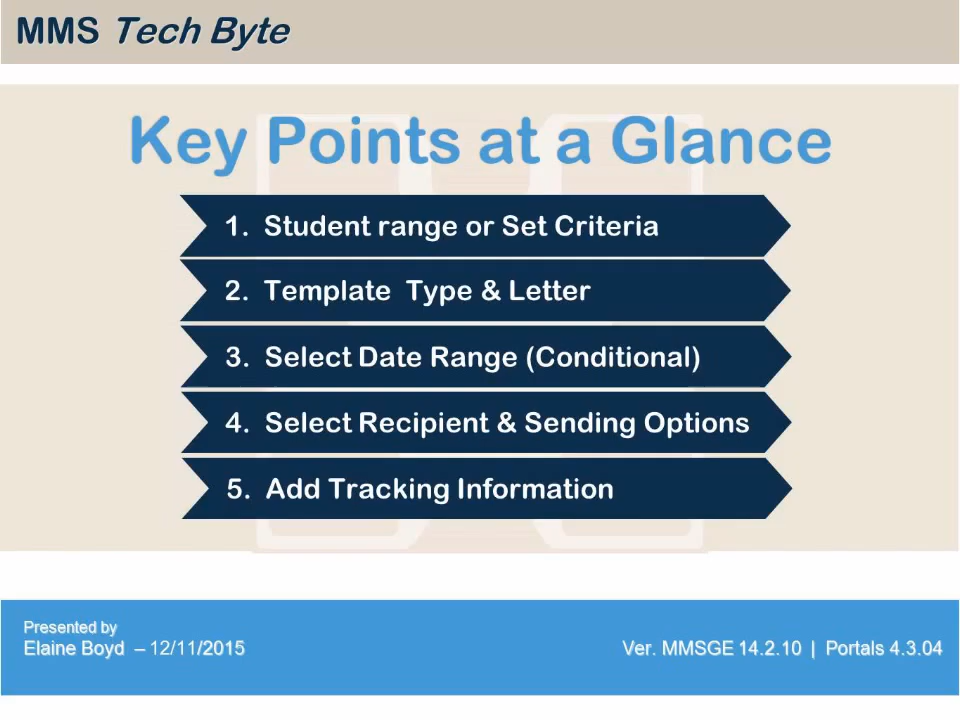 MMS Tech Byte
Key Points at a Glance
1. Student range or Set Criteria
2. Template Type & Letter
3. Select Date Range (Conditional)
4. Select Recipient & Sending Options
5. Add Tracking Information
Presented by
Elaine Boyd – 12/11/2015
Ver. MMSGE 14.2.10 | Portals 4.3.04